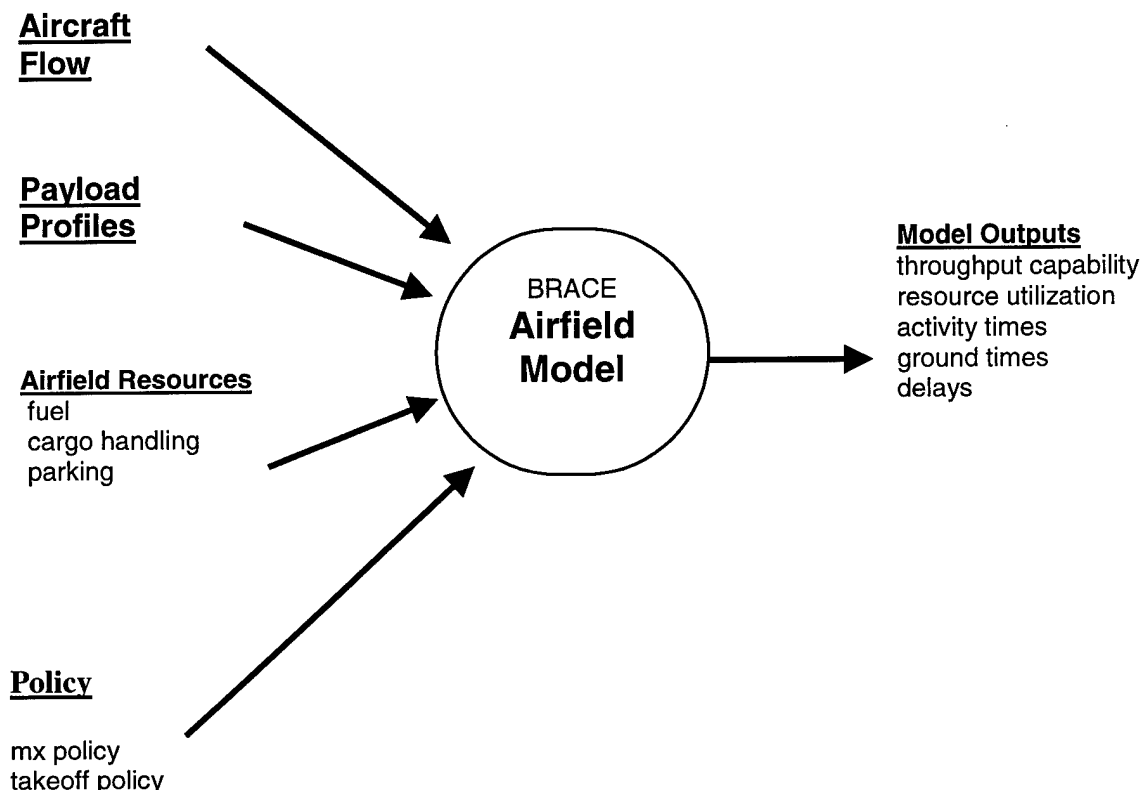 Aircraft
Flow
Payload
Profiles
Airfield Resources
fuel
cargo handling
parking
Policy
mx policy
takeoff policy
BRACE
Airfield
Model
Model Outputs
throughput capability
resource utilization
activity times
ground times
delays